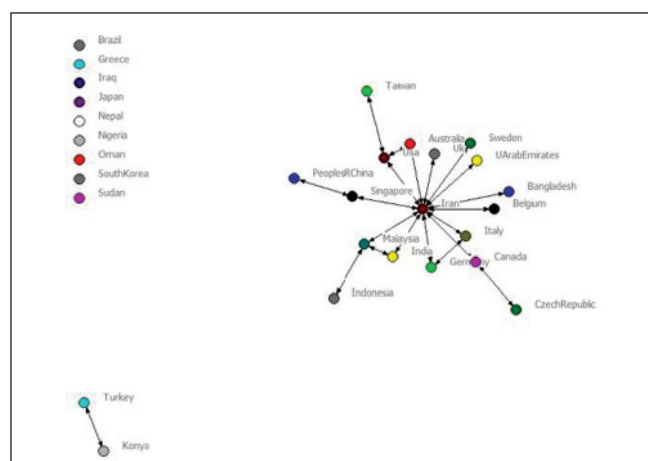 Brazil
Greece
Iraq
Japan
Nepal
Nigeria
Oman
SouthKorea
Sudan
Taiwan
Usa
Australia
Uk
Sweden
UArabEmirates
PeoplesRChina
Singapore
Iran
Bangladesh
Belgium
Italy
Malaysia
India
Germany
Canada
Indonesia
CzechRepublic
Turkey
Konya